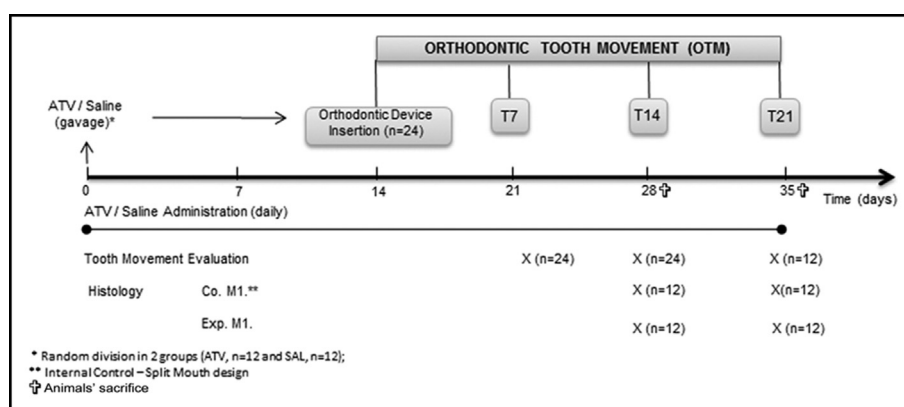 ORTHODONTIC TOOTH MOVEMENT (OTM)
ATV / Saline
(gavage)*
Orthodontic Device
Insertion (n=24)
T7
T14
T21
0
7
14
21
28✞
35✞
Time (days)
ATV / Saline Administration (daily)
Tooth Movement Evaluation X (n=24) X (n=24) X (n=12)
Histology Co. M1.** X (n=12) X(n=12)
Exp. M1. X (n=12) X (n=12)
* Random division in 2 groups (ATV, n=12 and SAL, n=12);
** Internal Control – Split Mouth design
✞ Animals' sacrifice